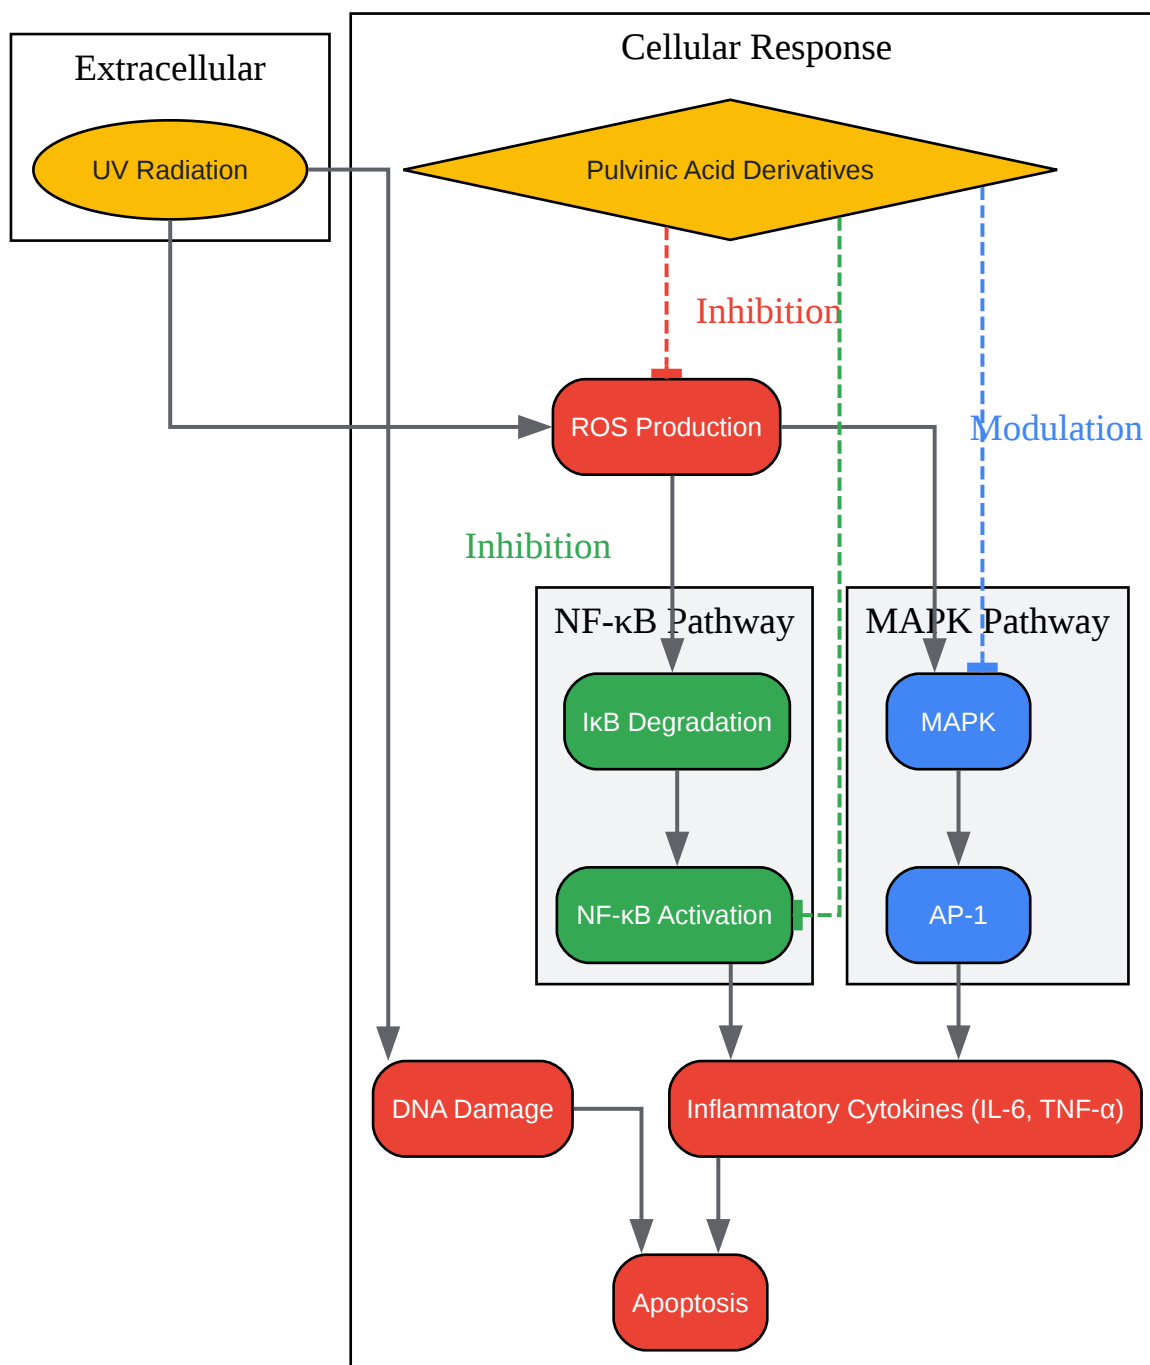 Extracellular
Cellular Response
UV Radiation
Pulvinic Acid Derivatives
Inhibition
ROS Production
Modulation
Inhibition
NF-κB Pathway
MAPK Pathway
IκB Degradation
MAPK
NF-κB Activation
AP-1
DNA Damage
Inflammatory Cytokines (IL-6, TNF-α)
Apoptosis